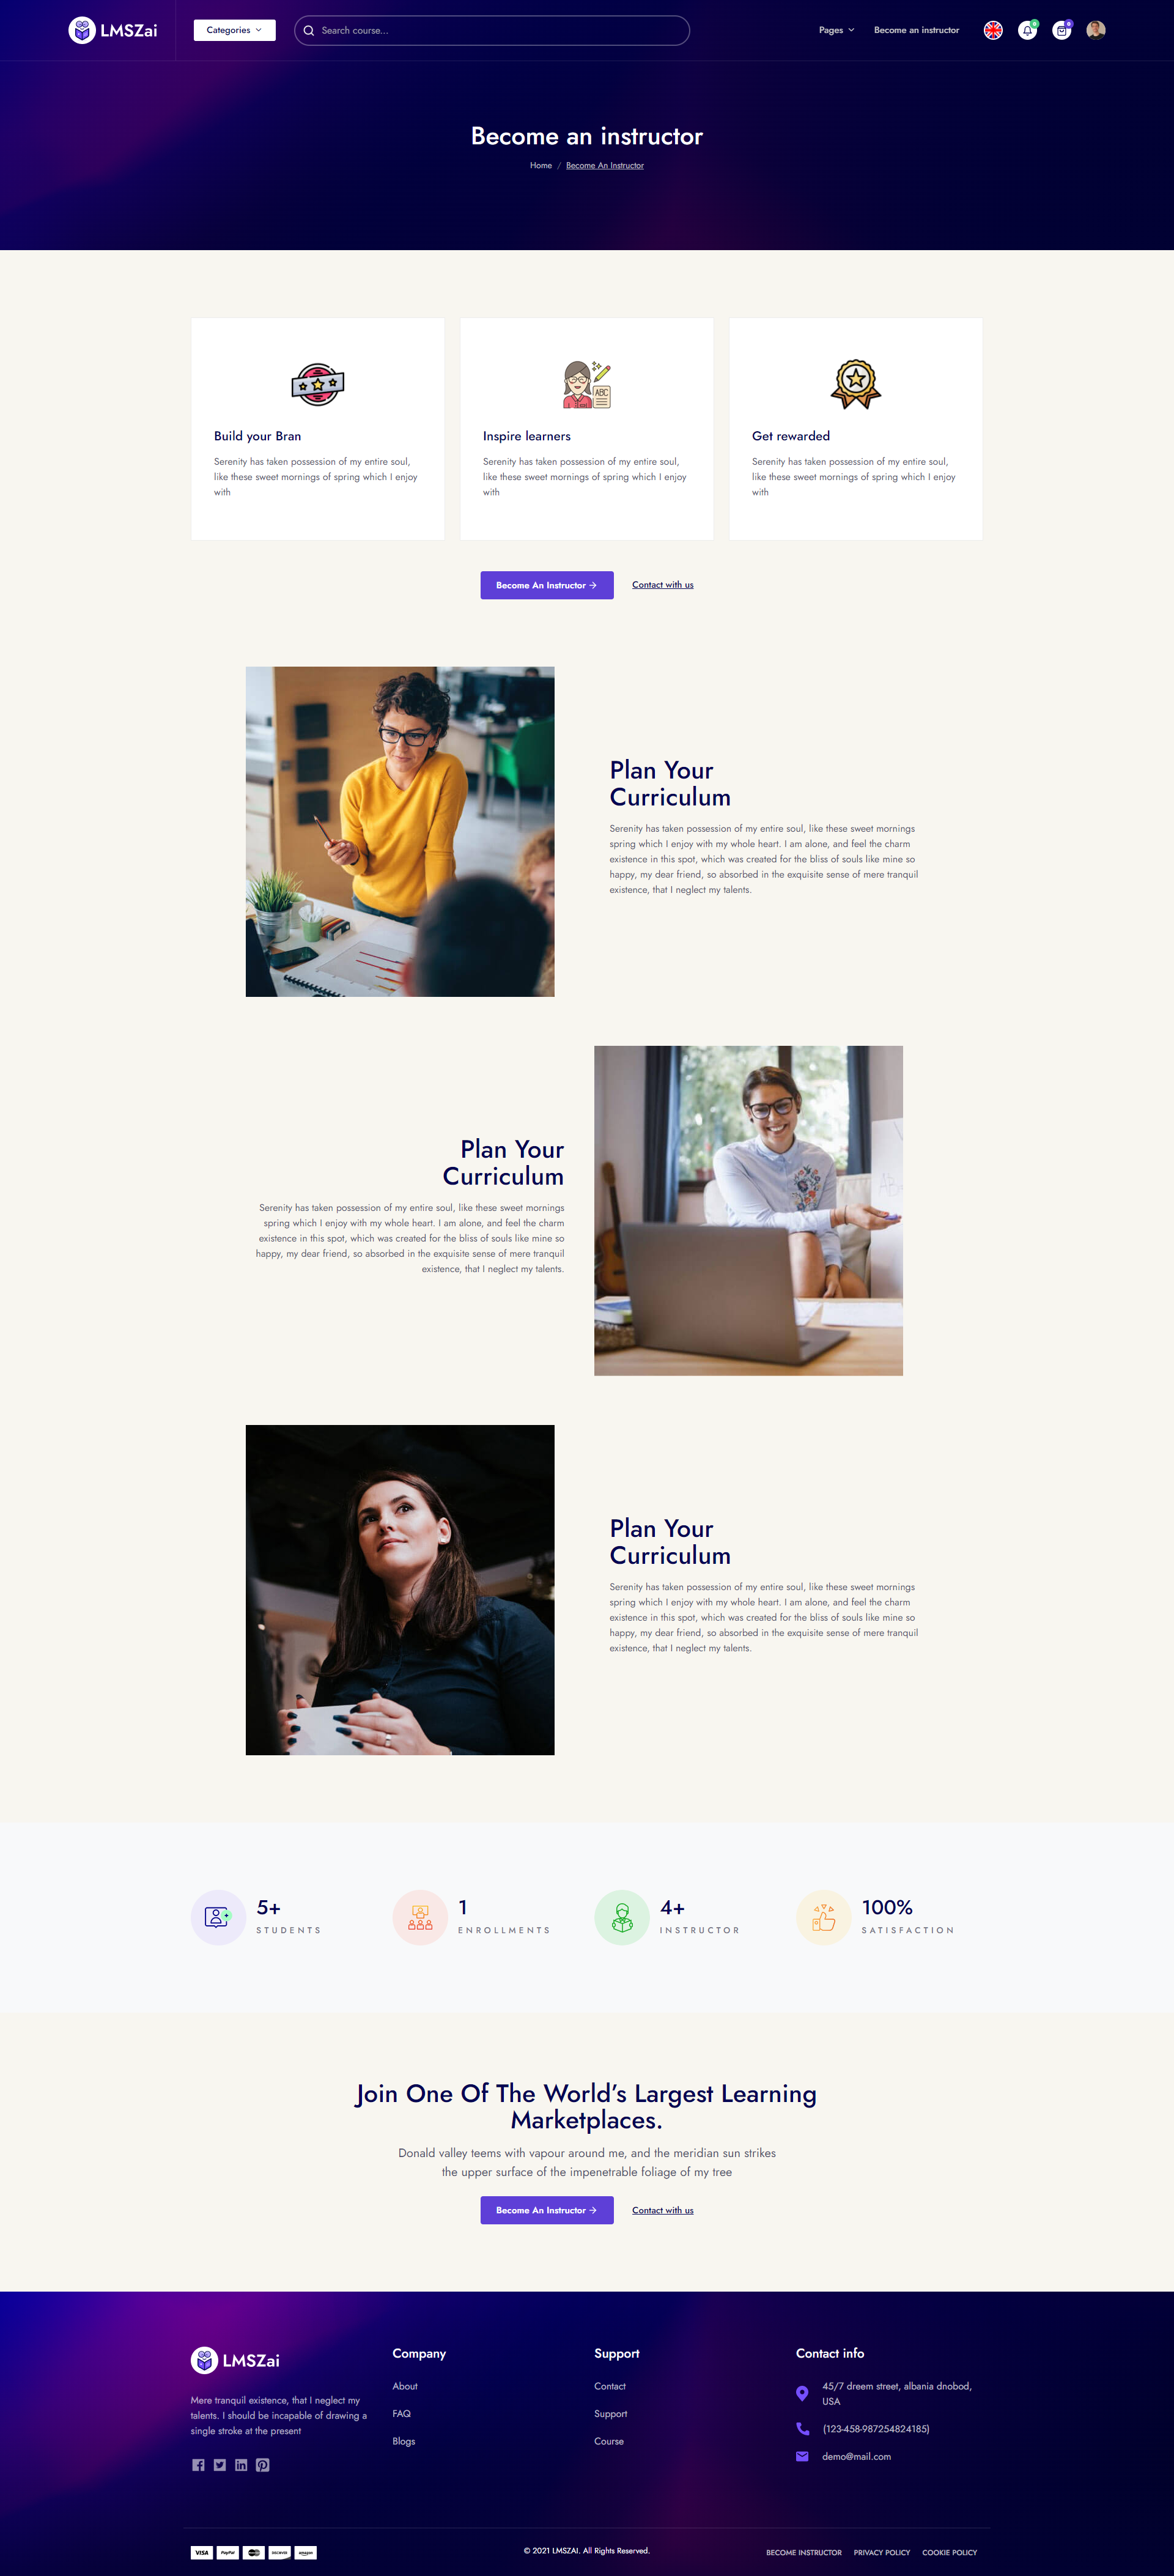 LMSZai
Categories
Search course...
Pages
Become an instructor
0
0
Become an instructor
Home / Become An Instructor
Build your Bran
Serenity has taken possession of my entire soul,
like these sweet mornings of spring which I enjoy
with
ABC
Inspire learners
Serenity has taken possession of my entire soul,
like these sweet mornings of spring which I enjoy
with
Get rewarded
Serenity has taken possession of my entire soul,
like these sweet mornings of spring which I enjoy
with
Become An Instructor
Contact with us
Plan Your
Curriculum
Serenity has taken possession of my entire soul, like these sweet mornings
spring which I enjoy with my whole heart. I am alone, and feel the charm
existence in this spot, which was created for the bliss of souls like mine so
happy, my dear friend, so absorbed in the exquisite sense of mere tranquil
existence, that I neglect my talents.
Plan Your
Curriculum
Serenity has taken possession of my entire soul, like these sweet mornings
spring which I enjoy with my whole heart. I am alone, and feel the charm
existence in this spot, which was created for the bliss of souls like mine so
happy, my dear friend, so absorbed in the exquisite sense of mere tranquil
existence, that I neglect my talents.
Plan Your
Curriculum
Serenity has taken possession of my entire soul, like these sweet mornings
spring which I enjoy with my whole heart. I am alone, and feel the charm
existence in this spot, which was created for the bliss of souls like mine so
happy, my dear friend, so absorbed in the exquisite sense of mere tranquil
existence, that I neglect my talents.
5+
STUDENTS
1
ENROLLMENTS
4+
INSTRUCTOR
100%
SATISFACTION
Join One Of The World's Largest Learning
Marketplaces.
Donald valley teems with vapour around me, and the meridian sun strikes
the upper surface of the impenetrable foliage of my tree
Become An Instructor
Contact with us
LMSZai
Mere tranquil existence, that I neglect my
talents. I should be incapable of drawing a
single stroke at the present
Company
About
FAQ
Blogs
Support
Contact
Support
Course
Contact info
45/7 dreem street, albania dnobod,
USA
(123-458-987254824185)
demo@mail.com
VISA
PayPal
DISCOVER
amazon
© 2021 LMSZAI. All Rights Reserved.
BECOME INSTRUCTOR
PRIVACY POLICY
COOKIE POLICY